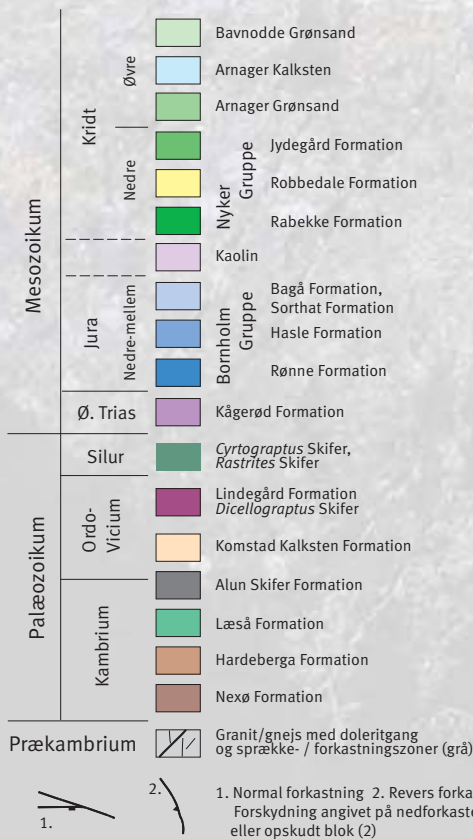 Mesozoikum
Kridt
Øvre
Bavnodde Grønsand
Arnager Kalksten
Arnager Grønsand
Nedre
Nyker
Gruppe
Jydegård Formation
Robbedale Formation
Rabekke Formation
Kaolin
Jura
Nedre-mellem
Bornholm
Gruppe
Bagå Formation,
Sorthat Formation
Hasle Formation
Rønne Formation
Ø. Trias
Kågerød Formation
Palæozoikum
Silur
Cyrtograptus Skifer,
Rastrites Skifer
Ordo-
Vicium
Lindegård Formation
Dicellograptus Skifer
Komstad Kalksten Formation
Kambrium
Alun Skifer Formation
Læså Formation
Hardeberga Formation
Nexø Formation
Prækambrium
Granit/gnejs med doleritgang
og sprække- / forkastningszoner (grå)
1.
2.
1. Normal forkastning 2. Revers forka
Forskydning angivet på nedforkaste
eller opskudt blok (2)